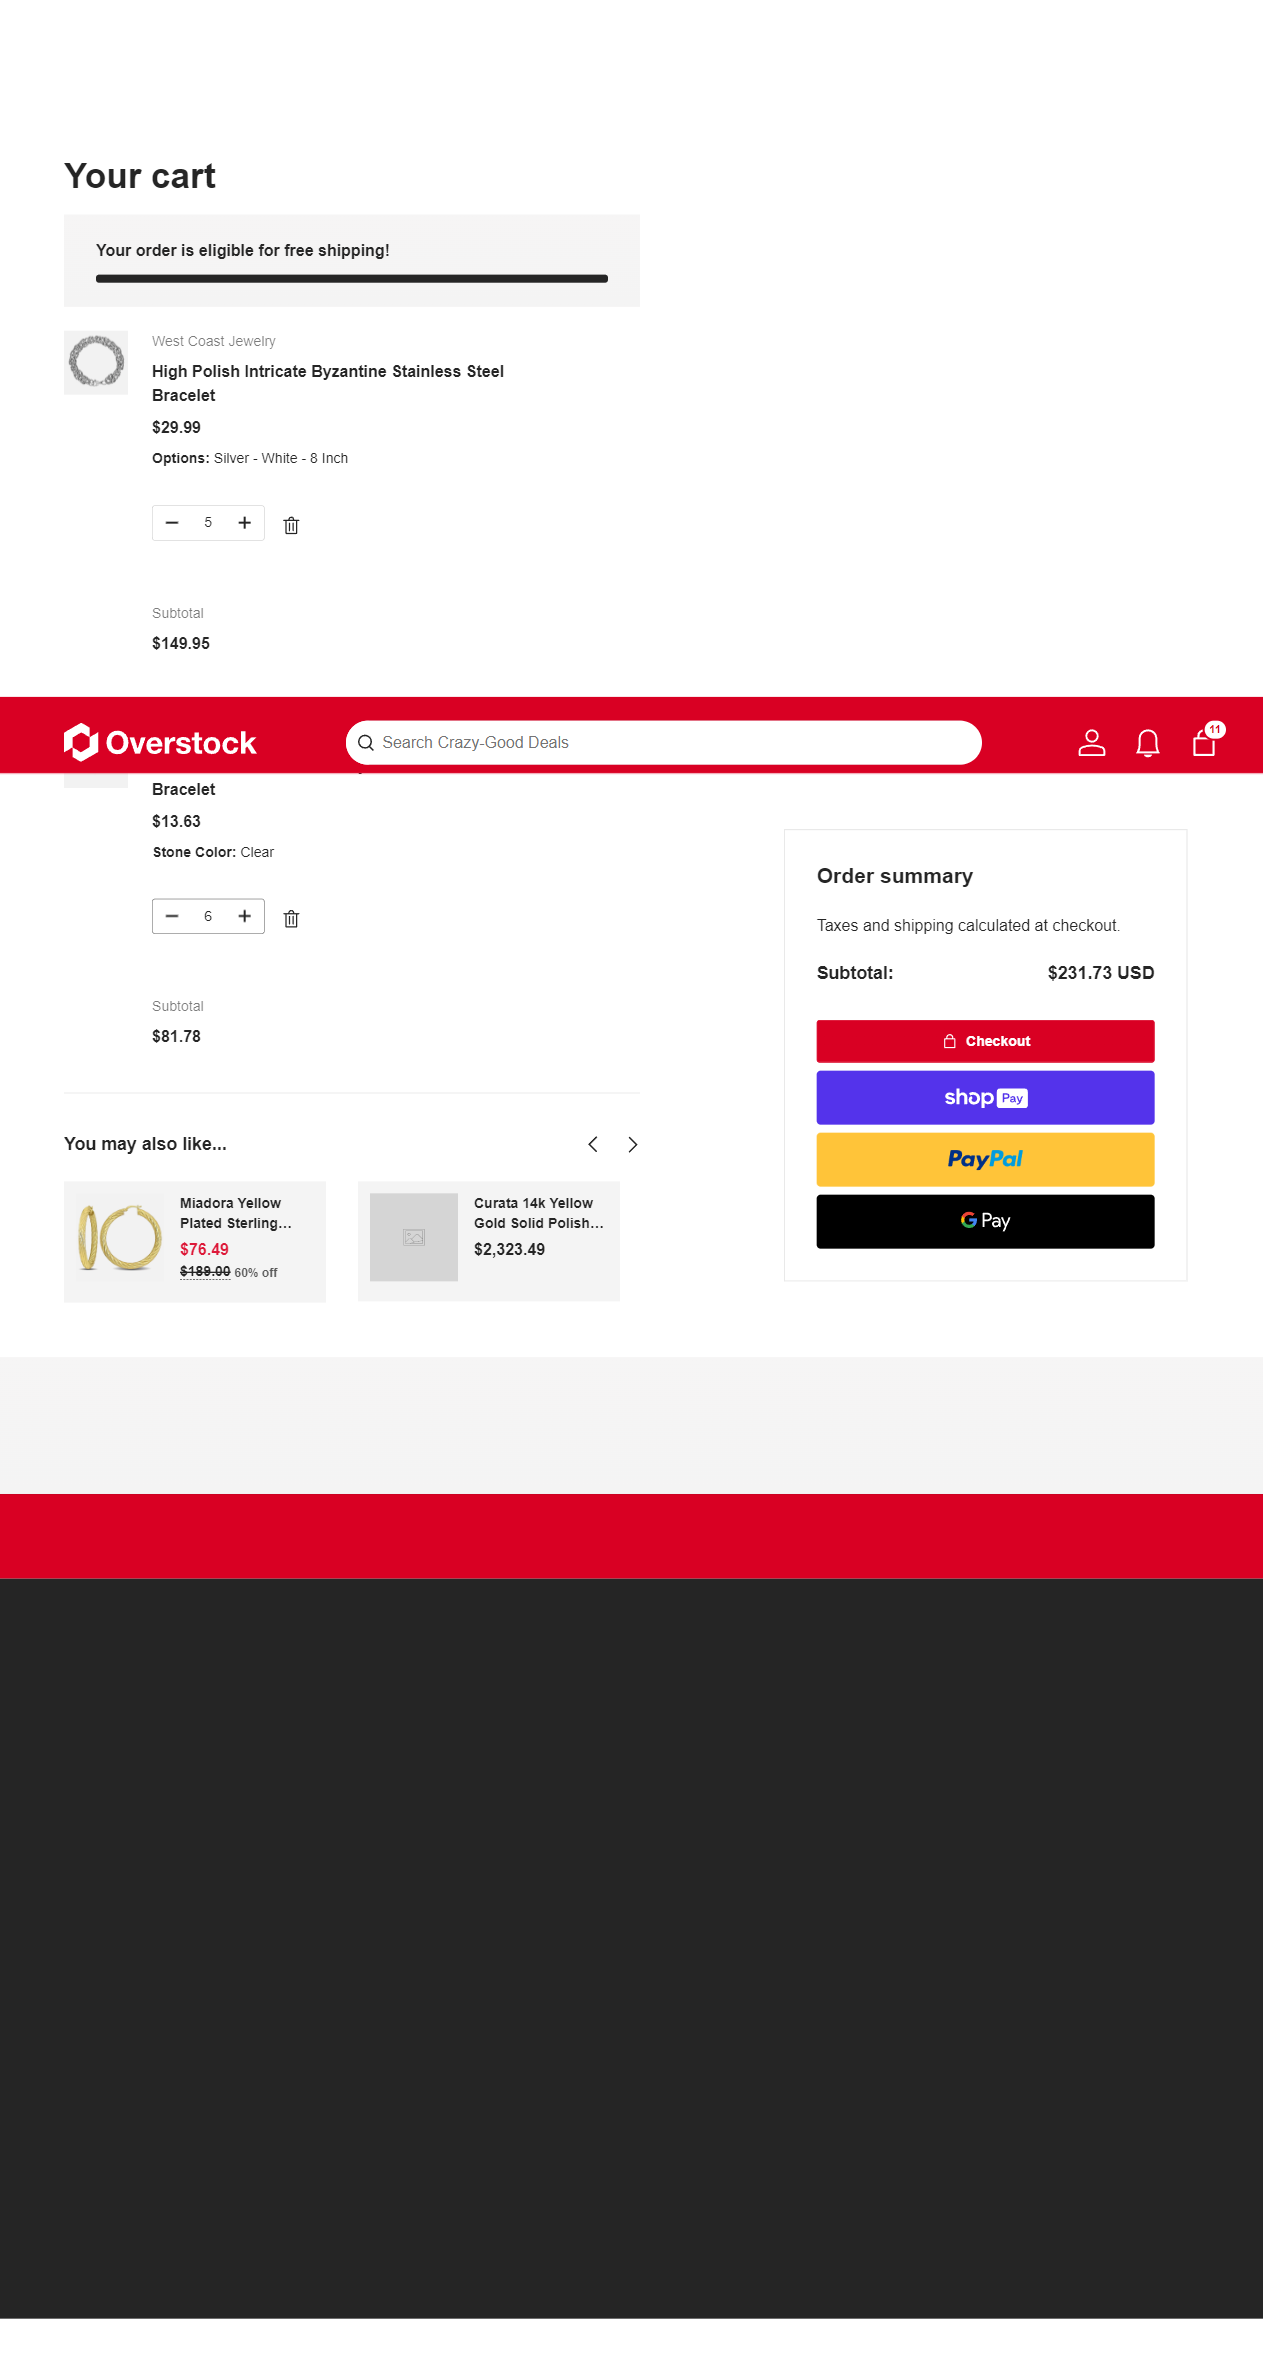 Your cart
Your order is eligible for free shipping!
West Coast Jewelry
High Polish Intricate Byzantine Stainless Steel
Bracelet
$29.99
Options: Silver - White - 8 Inch
5
Subtotal
$149.95
Overstock
Search Crazy-Good Deals
11
Bracelet
$13.63
Stone Color: Clear
6
Subtotal
$81.78
Order summary
Taxes and shipping calculated at checkout.
Subtotal: $231.73 USD
Checkout
shop Pay
PayPal
G Pay
You may also like...
Miadora Yellow
Plated Sterling...
$76.49
$189.00 60% off
Curata 14k Yellow
Gold Solid Polish...
$2,323.49